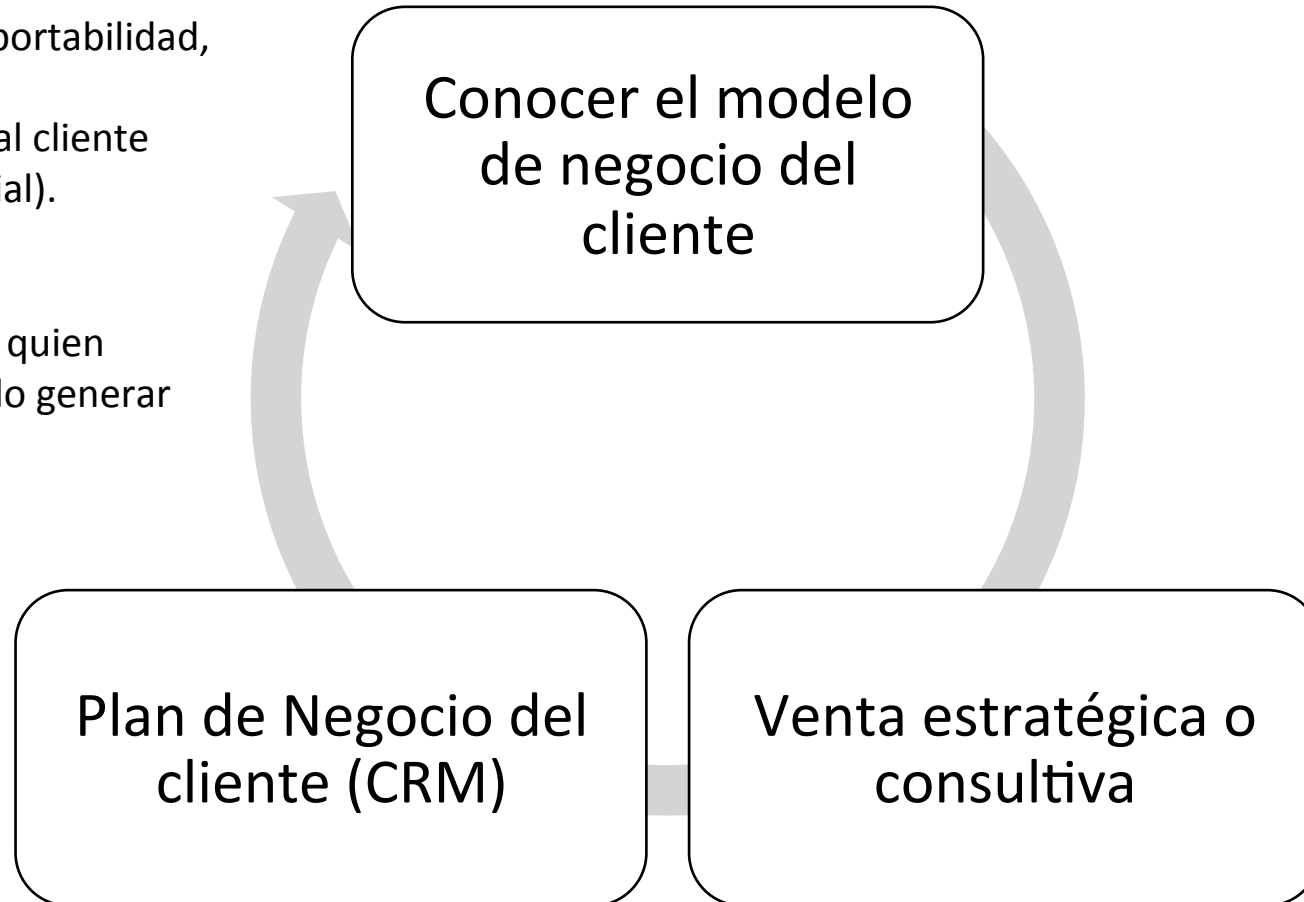 portabilidad,
al cliente
ial).
quien
lo generar
Conocer el modelo
de negocio del
cliente
Plan de Negocio del
cliente (CRM)
Venta estratégica o
consultiva